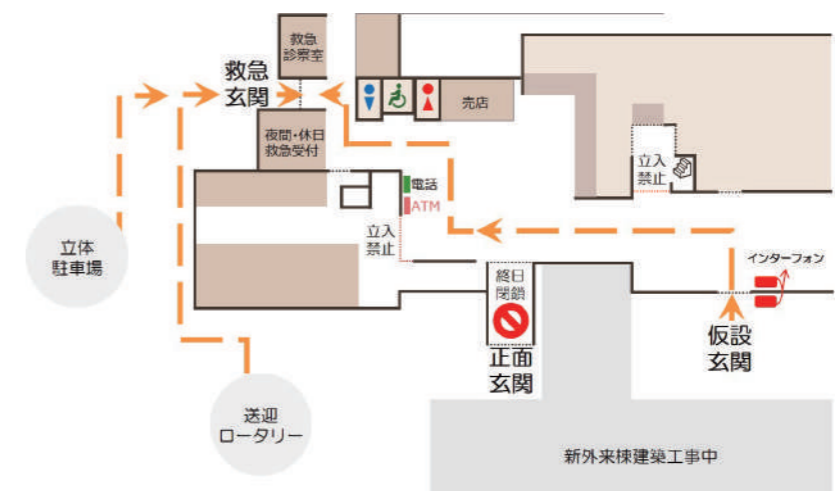 救急
診察室
救急
玄関
売店
夜間・休日
救急受付
電話
ATM
立入
禁止
立入
禁止
立体
駐車場
終日
閉鎖
インターフォン
正面
玄関
仮設
玄関
送迎
ロータリー
新外来棟建築工事中